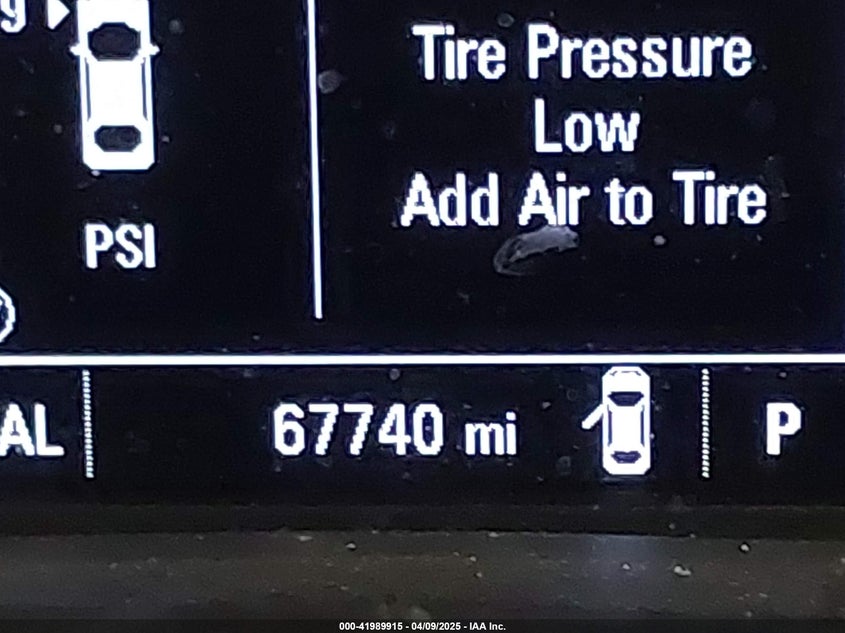 Tire Pressure
Low
Add Air to Tire
PSI
AL
67740 mi
P
000-41989915 - 04/09/2025 - IAA Inc.